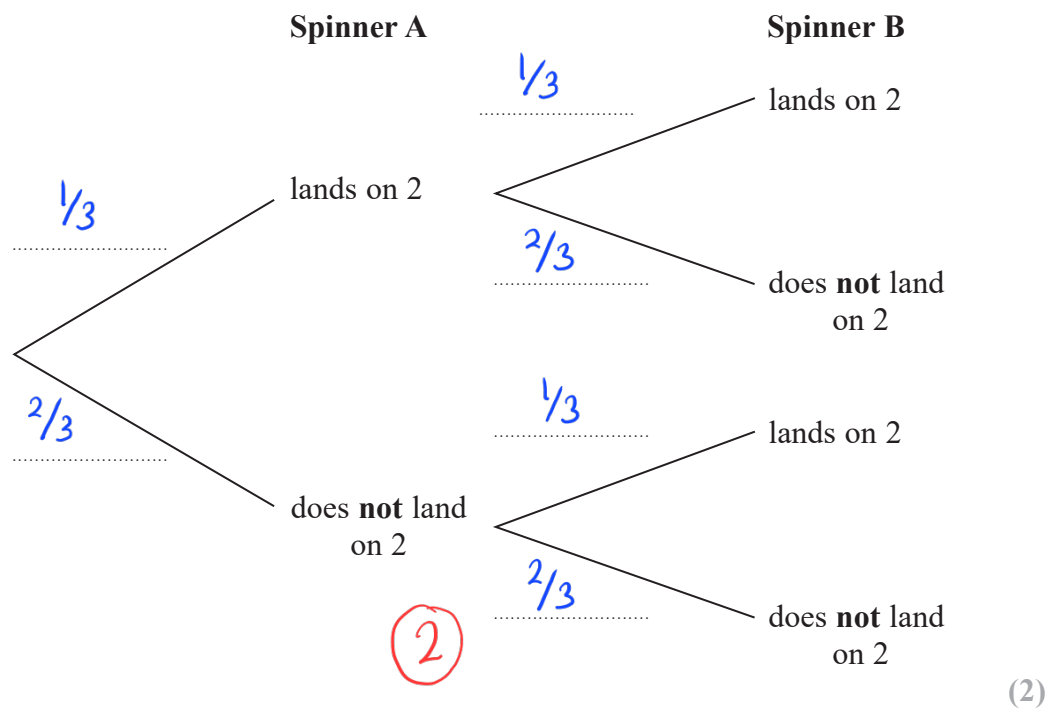 Spinner A
Spinner B
1/3
lands on 2
1/3
lands on 2
2/3
does not land
on 2
2/3
does not land
on 2
1/3
lands on 2
2/3
does not land
on 2
2
(2)